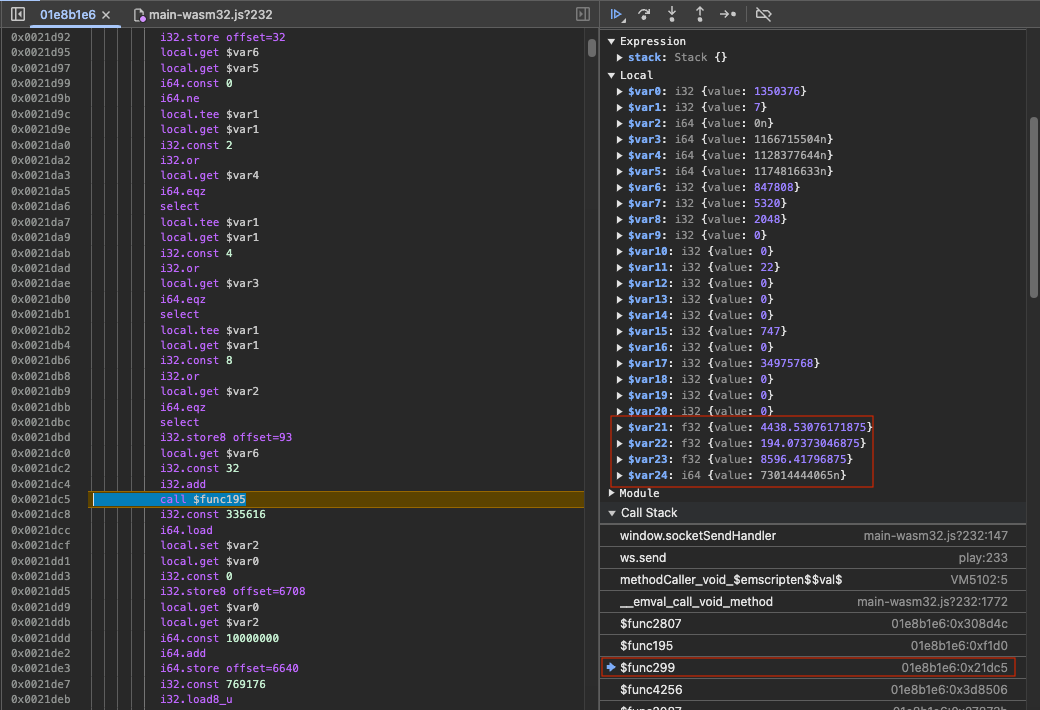 01e8b1e6 × main-wasm32.js?232
0x0021d92 i32.store offset=32
0x0021d95 local.get $var6
0x0021d97 local.get $var5
0x0021d99 i64.const 0
0x0021d9b i64.ne
0x0021d9c local.tee $var1
0x0021d9e local.get $var1
0x0021da0 i32.const 2
0x0021da2 i32.or
0x0021da3 local.get $var4
0x0021da5 i64.eqz
0x0021da6 select
0x0021da7 local.tee $var1
0x0021da9 local.get $var1
0x0021dab i32.const 4
0x0021dad i32.or
0x0021dae local.get $var3
0x0021db0 i64.eqz
0x0021db1 select
0x0021db2 local.tee $var1
0x0021db4 local.get $var1
0x0021db6 i32.const 8
0x0021db8 i32.or
0x0021db9 local.get $var2
0x0021dbb i64.eqz
0x0021dbc select
0x0021dbd i32.store8 offset=93
0x0021dc0 local.get $var6
0x0021dc2 i32.const 32
0x0021dc4 i32.add
0x0021dc5 call $func195
0x0021dc8 i32.const 335616
0x0021dcc i64.load
0x0021dcf local.set $var2
0x0021dd1 local.get $var0
0x0021dd3 i32.const 0
0x0021dd5 i32.store8 offset=6708
0x0021dd9 local.get $var0
0x0021ddb local.get $var2
0x0021ddd i64.const 10000000
0x0021de2 i64.add
0x0021de3 i64.store offset=6640
0x0021de7 i32.const 769176
0x0021deb i32.load8_u
Expression
stack: Stack {}
Local
$var0: i32 {value: 1350376}
$var1: i32 {value: 7}
$var2: i64 {value: 0n}
$var3: i64 {value: 1166715504n}
$var4: i64 {value: 1128377644n}
$var5: i64 {value: 1174816633n}
$var6: i32 {value: 847808}
$var7: i32 {value: 5320}
$var8: i32 {value: 2048}
$var9: i32 {value: 0}
$var10: i32 {value: 0}
$var11: i32 {value: 22}
$var12: i32 {value: 0}
$var13: i32 {value: 0}
$var14: i32 {value: 0}
$var15: i32 {value: 747}
$var16: i32 {value: 0}
$var17: i32 {value: 34975768}
$var18: i32 {value: 0}
$var19: i32 {value: 0}
$var20: i32 {value: 0}
$var21: f32 {value: 4438.53076171875}
$var22: f32 {value: 194.07373046875}
$var23: f32 {value: 8596.41796875}
$var24: i64 {value: 73014444065n}
Module
Call Stack
window.socketSendHandler main-wasm32.js?232:147
ws.send play:233
methodCaller_void_$emscripten$$val$ VM5102:5
__emval_call_void_method main-wasm32.js?232:1772
$func2807 01e8b1e6:0x308d4c
$func195 01e8b1e6:0xf1d0
$func299 01e8b1e6:0x21dc5
$func4256 01e8b1e6:0x3d8506